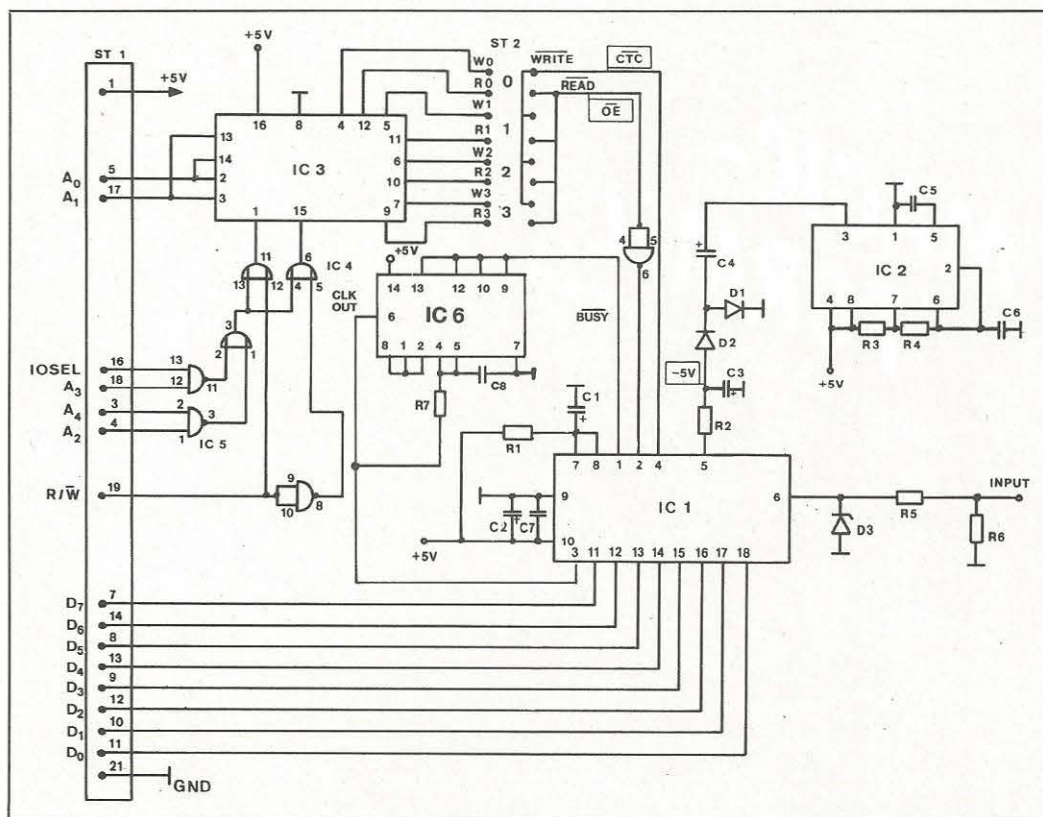 ST 1
1
+5V
A0 5
A1 17
IOSEL 16
A3 18
A4 3
A2 4
R/W̅ 19
D7 7
D6 14
D5 8
D4 13
D3 9
D2 12
D1 10
D0 11
21
GND
+5V
16 8 4 12 5
13
14
2
3
IC 3
11
6
10
7
1 15 9
11
13 12
6
4 5
IC 4
3
2 1
13
12 11
2
1 3
IC 5
9
10 8
ST 2
W0
R0
W1
R1
W2
R2
W3
R3
0
1
2
3
W̅R̅I̅T̅E̅
C̅T̅C̅
R̅E̅A̅D̅
O̅E̅
4 5
6
+5V
14 13 12 10 9
CLK
OUT
6
IC 6
8 1 2 4 5 7
C8
R7
B̅U̅S̅Y̅
C4
D1
D2
~5V
C3
+
R2
3 1 5
C5
IC 2
2
4 8 7 6
R3 R4
C6
+5V
C1
+
R1
7 8 1 2 4 5
9
IC 1
6
10
3 11 12 13 14 15 16 17 18
C2 + C7
+5V
D3
R5
INPUT
R6